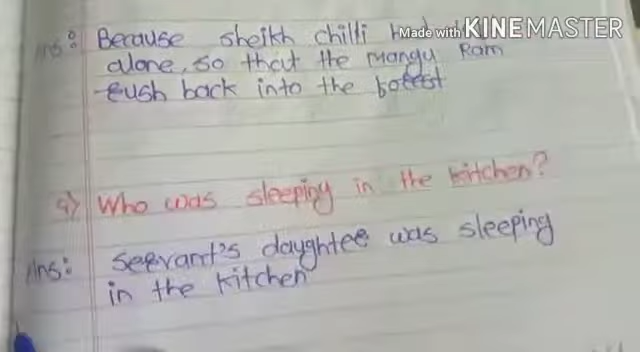 Ans: Because sheikh chilli
Made with KINEMASTER
alone, so that the Mangu Ram
rush back into the forest
4) Who was sleeping in the kitchen?
Ans: Servant's dayghter was sleeping
in the kitchen